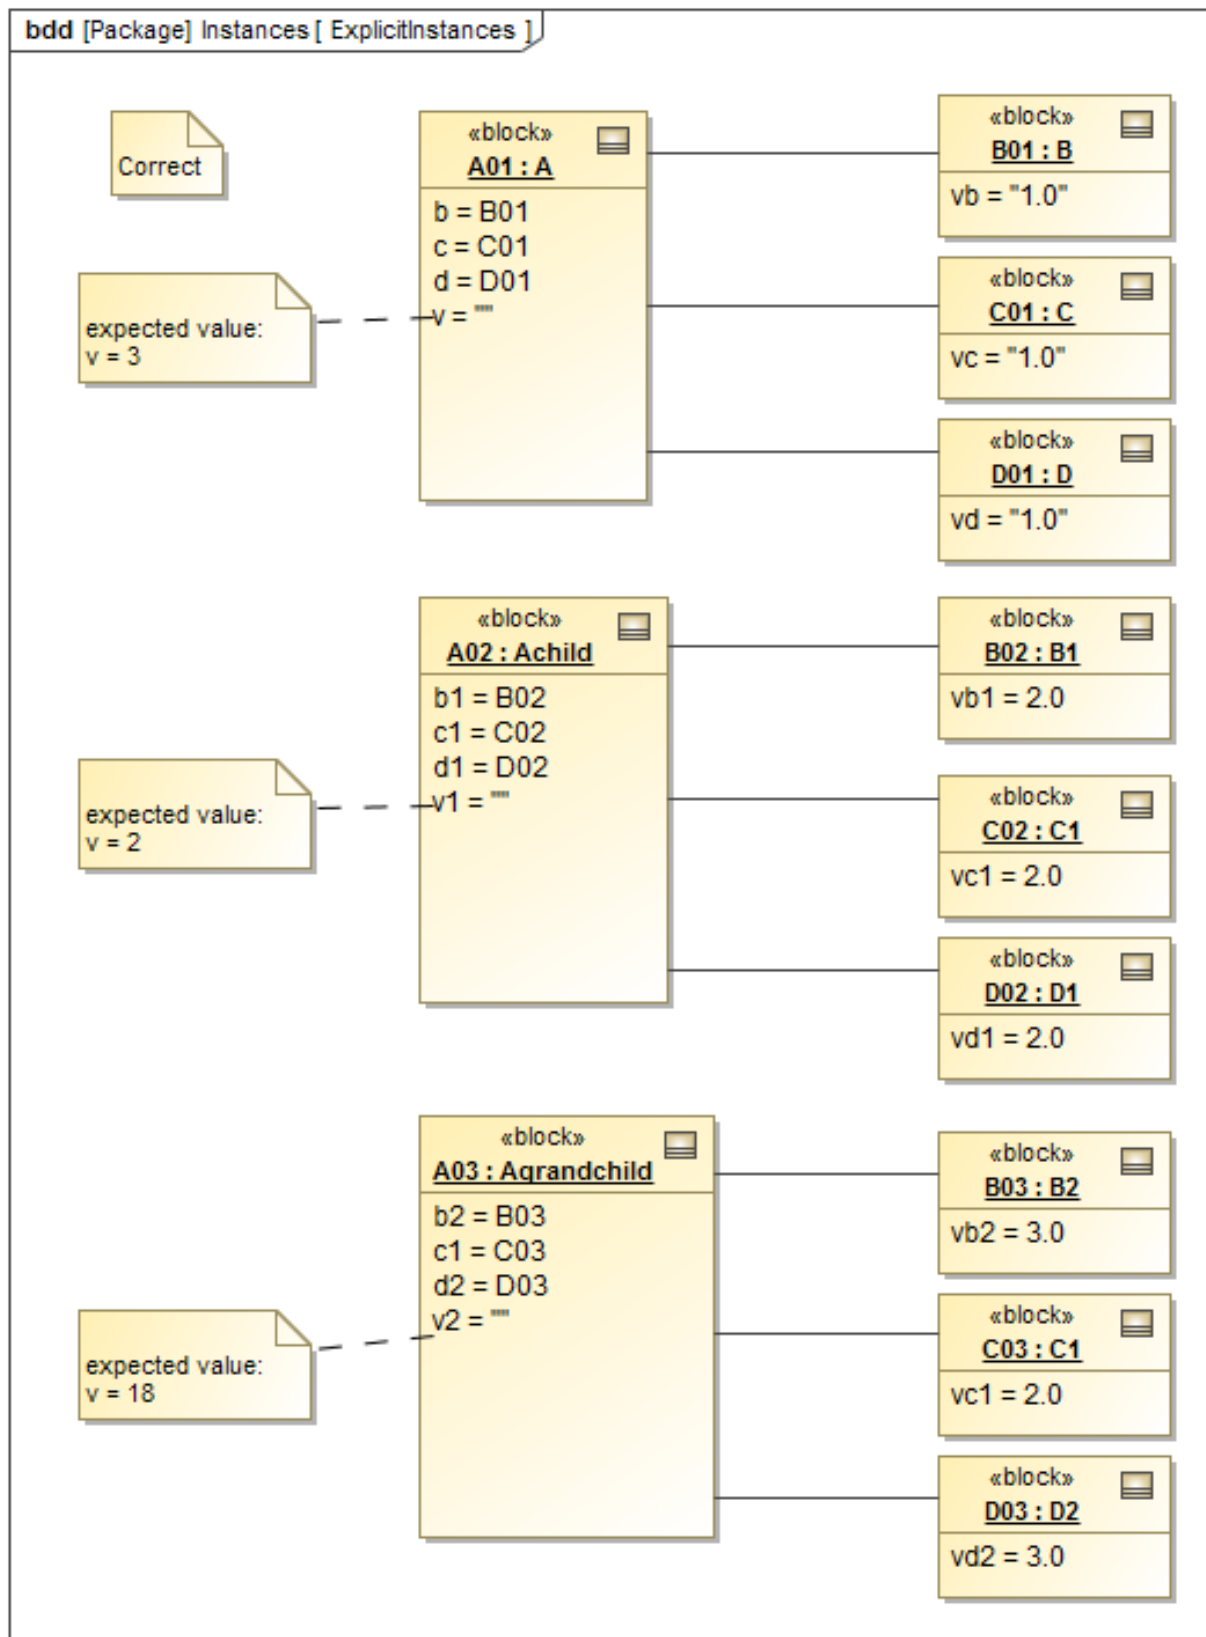 bdd [Package] Instances [ ExplicitInstances ]
Correct
«block»
A01 : A
b = B01
c = C01
d = D01
v = ""
expected value:
v = 3
«block»
B01 : B
vb = "1.0"
«block»
C01 : C
vc = "1.0"
«block»
D01 : D
vd = "1.0"
«block»
A02 : Achild
b1 = B02
c1 = C02
d1 = D02
v1 = ""
expected value:
v = 2
«block»
B02 : B1
vb1 = 2.0
«block»
C02 : C1
vc1 = 2.0
«block»
D02 : D1
vd1 = 2.0
«block»
A03 : Agrandchild
b2 = B03
c1 = C03
d2 = D03
v2 = ""
expected value:
v = 18
«block»
B03 : B2
vb2 = 3.0
«block»
C03 : C1
vc1 = 2.0
«block»
D03 : D2
vd2 = 3.0